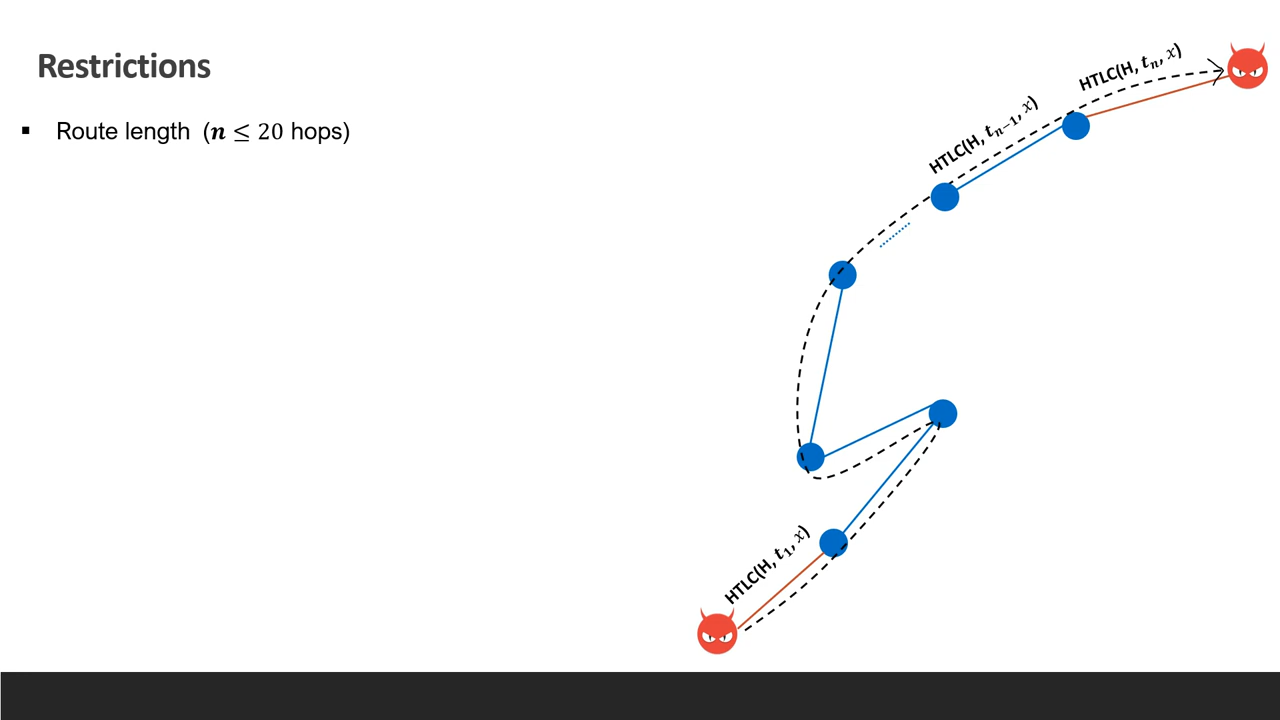 Restrictions
▪ Route length (n ≤ 20 hops)
HTLC(H, tₙ, x)
HTLC(H, tₙ₋₁, x)
HTLC(H, t₁, x)